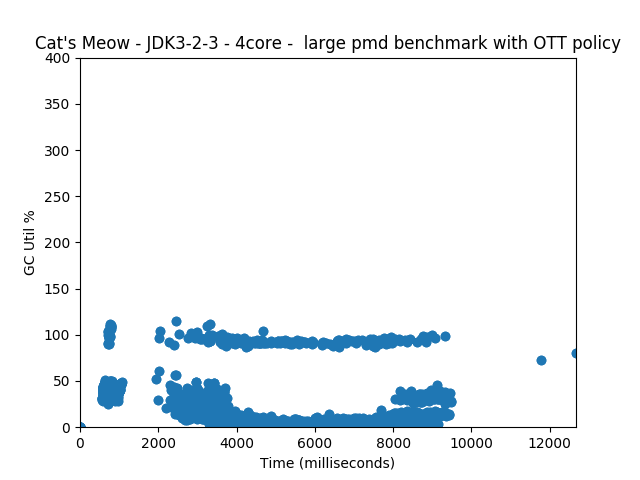 Cat's Meow - JDK3-2-3 - 4core -  large pmd benchmark with OTT policy
400
350
300
250
200
150
100
50
0
GC Util %
0 2000 4000 6000 8000 10000 12000
Time (milliseconds)